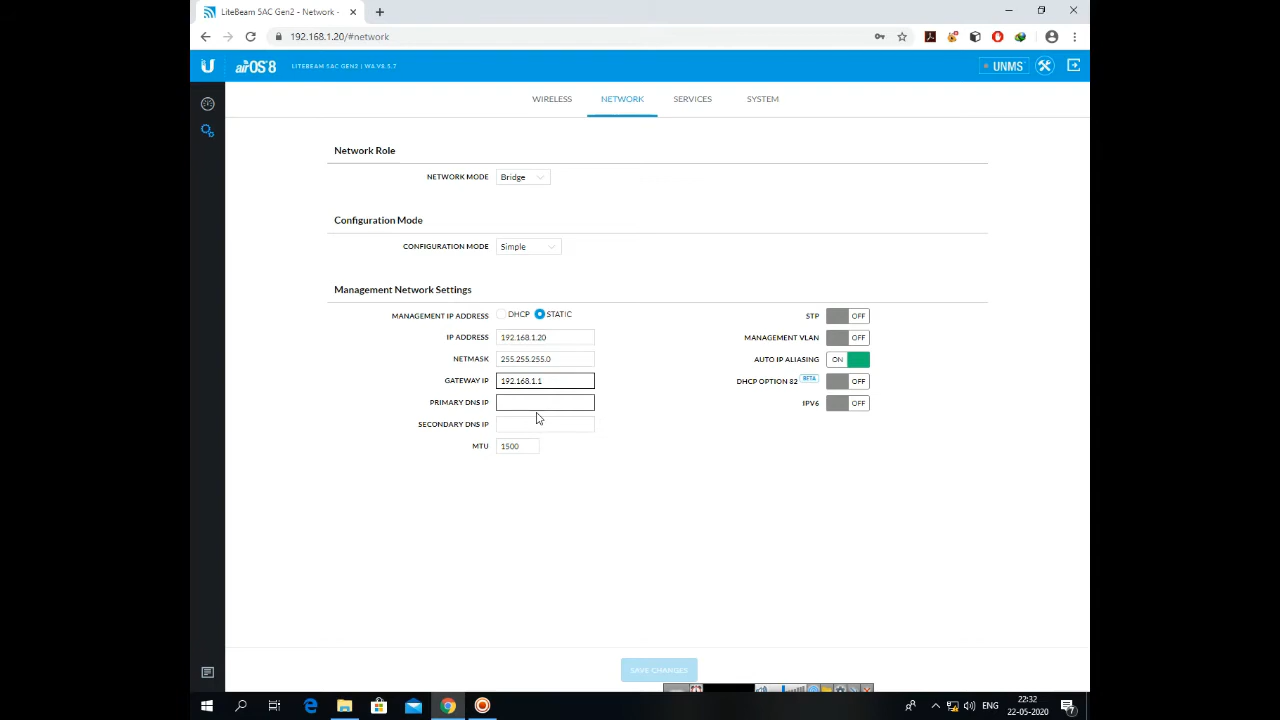 LiteBeam 5AC Gen2 - Network -
192.168.1.20/#network
airOS 8 LITEBEAM 5AC GEN2 | WA.V8.5.7 UNMS
WIRELESS NETWORK SERVICES SYSTEM
Network Role
NETWORK MODE Bridge
Configuration Mode
CONFIGURATION MODE Simple
Management Network Settings
MANAGEMENT IP ADDRESS DHCP STATIC
IP ADDRESS 192.168.1.20
NETMASK 255.255.255.0
GATEWAY IP 192.168.1.1
PRIMARY DNS IP
SECONDARY DNS IP
MTU 1500
STP OFF
MANAGEMENT VLAN OFF
AUTO IP ALIASING ON
DHCP OPTION 82 BETA OFF
IPV6 OFF
SAVE CHANGES
ENG
22:32
22-05-2020
7